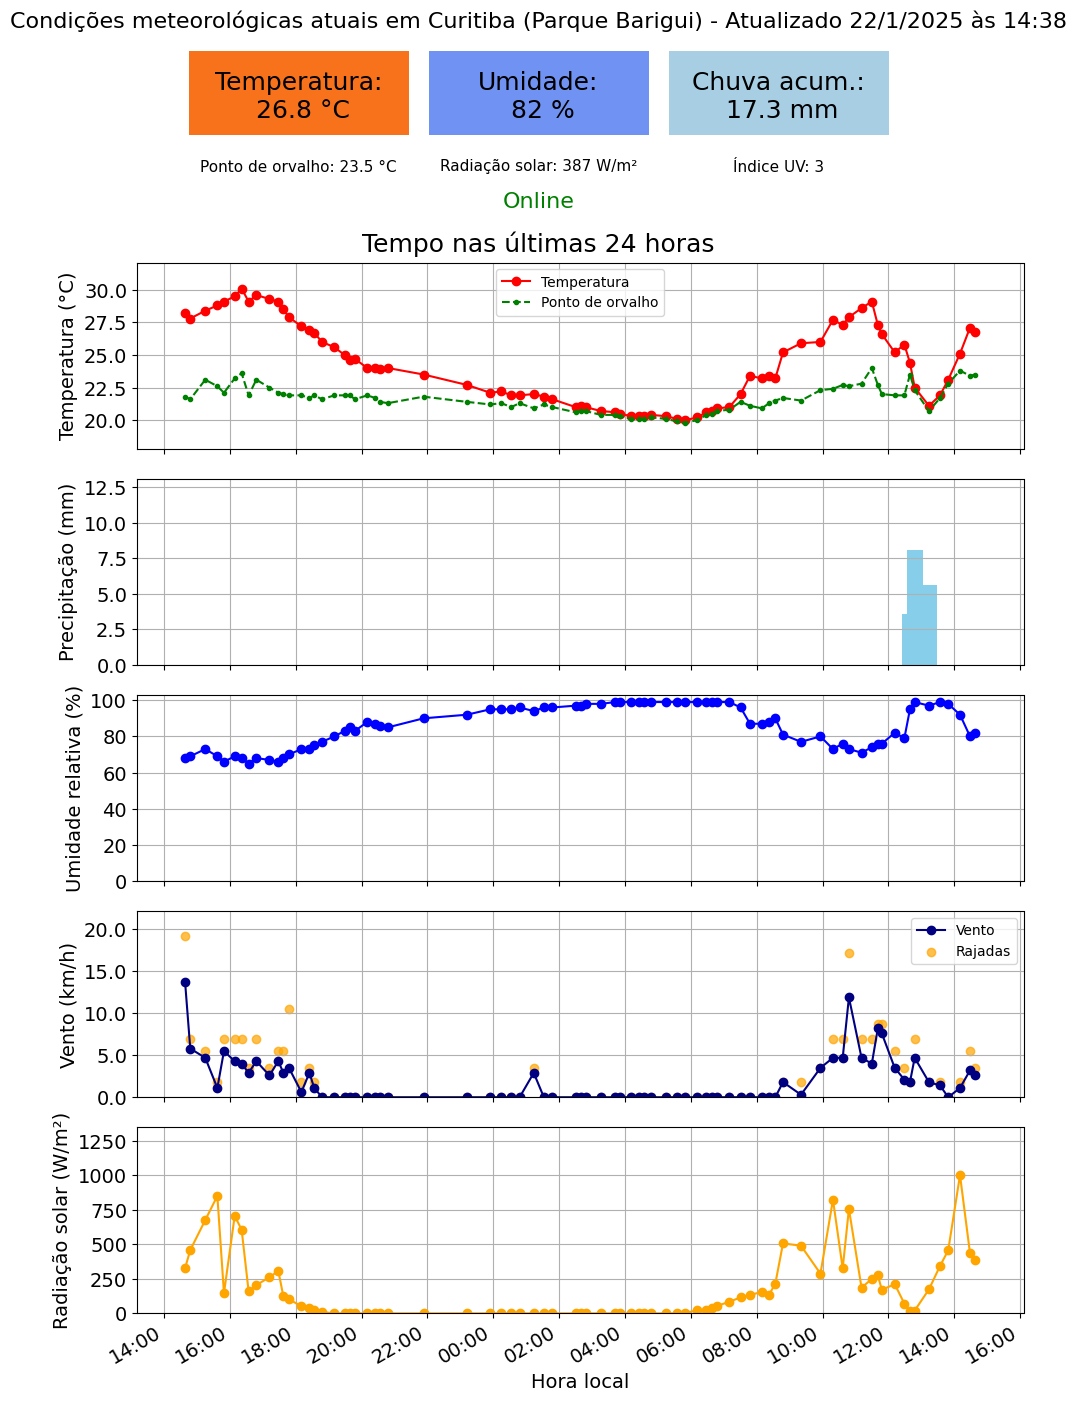 Condições meteorológicas atuais em Curitiba (Parque Barigui) - Atualizado 22/1/2025 às 14:38
Temperatura:
26.8 °C
Umidade:
82 %
Chuva acum.:
17.3 mm
Ponto de orvalho: 23.5 °C
Radiação solar: 387 W/m²
Índice UV: 3
Online
Tempo nas últimas 24 horas
Temperatura (°C)
30.0
27.5
25.0
22.5
20.0
Temperatura
Ponto de orvalho
Precipitação (mm)
12.5
10.0
7.5
5.0
2.5
0.0
Umidade relativa (%)
100
80
60
40
20
0
Vento (km/h)
20.0
15.0
10.0
5.0
0.0
Vento
Rajadas
Radiação solar (W/m²)
1250
1000
750
500
250
0
14:00
16:00
18:00
20:00
22:00
00:00
02:00
04:00
06:00
08:00
10:00
12:00
14:00
16:00
Hora local